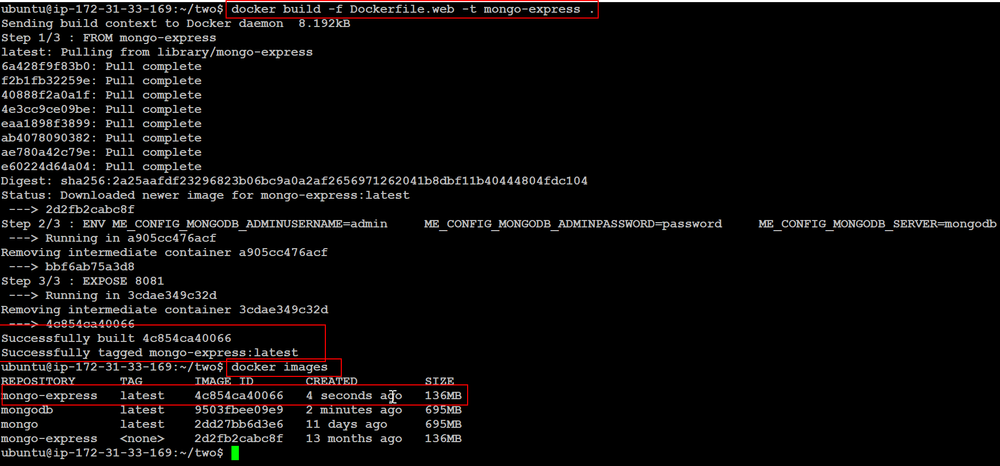 ubuntu@ip-172-31-33-169:~/two$ docker build -f Dockerfile.web -t mongo-express .
Sending build context to Docker daemon  8.192kB
Step 1/3 : FROM mongo-express
latest: Pulling from library/mongo-express
6a428f9f83b0: Pull complete
f2b1fb32259e: Pull complete
40888f2a0a1f: Pull complete
4e3cc9ce09be: Pull complete
eaa1898f3899: Pull complete
ab4078090382: Pull complete
ae780a42c79e: Pull complete
e60224d64a04: Pull complete
Digest: sha256:2a25aafdf23296823b06bc9a0a2af2656971262041b8dbf11b40444804fdc104
Status: Downloaded newer image for mongo-express:latest
 ---> 2d2fb2cabc8f
Step 2/3 : ENV ME_CONFIG_MONGODB_ADMINUSERNAME=admin     ME_CONFIG_MONGODB_ADMINPASSWORD=password     ME_CONFIG_MONGODB_SERVER=mongodb
 ---> Running in a905cc476acf
Removing intermediate container a905cc476acf
 ---> bbf6ab75a3d8
Step 3/3 : EXPOSE 8081
 ---> Running in 3cdae349c32d
Removing intermediate container 3cdae349c32d
 ---> 4c854ca40066
Successfully built 4c854ca40066
Successfully tagged mongo-express:latest
ubuntu@ip-172-31-33-169:~/two$ docker images
REPOSITORY      TAG       IMAGE ID       CREATED         SIZE
mongo-express   latest    4c854ca40066   4 seconds ago   136MB
mongodb         latest    9503fbee09e9   2 minutes ago   695MB
mongo           latest    2dd27bb6d3e6   11 days ago     695MB
mongo-express   <none>    2d2fb2cabc8f   13 months ago   136MB
ubuntu@ip-172-31-33-169:~/two$